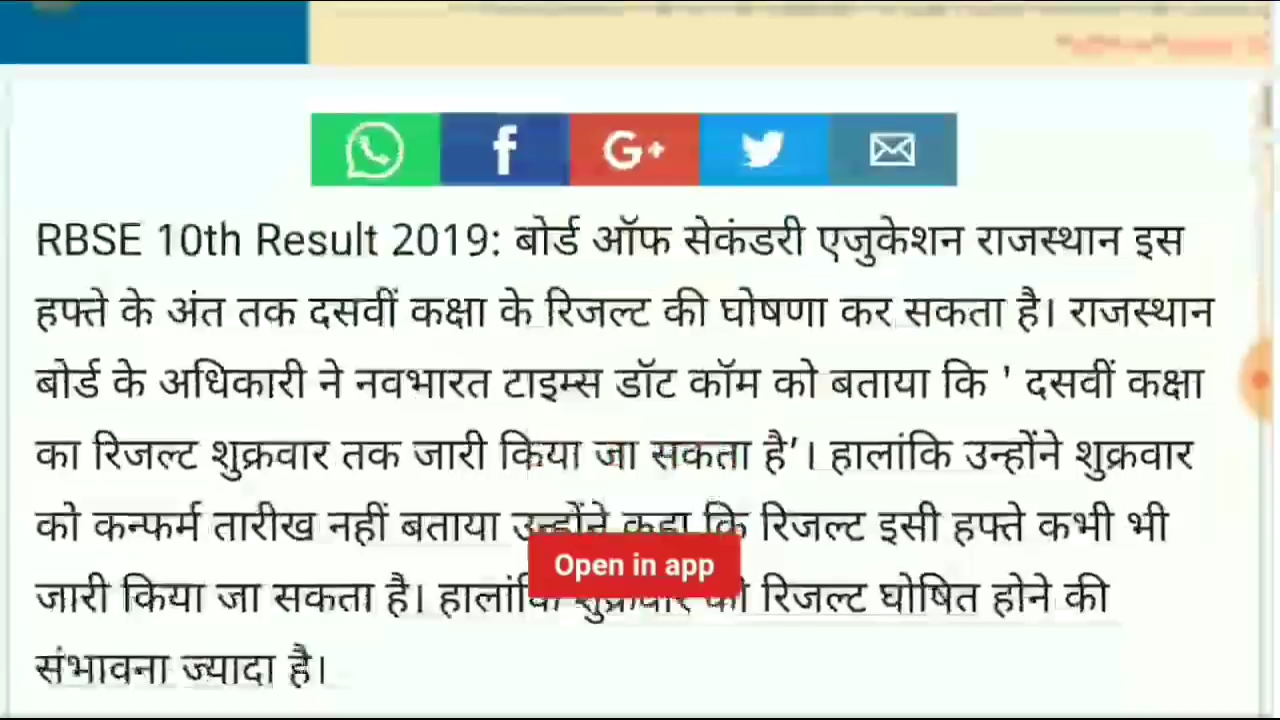 RBSE 10th Result 2019: बोर्ड ऑफ सेकंडरी एजुकेशन राजस्थान इस
हफ्ते के अंत तक दसवीं कक्षा के रिजल्ट की घोषणा कर सकता है। राजस्थान
बोर्ड के अधिकारी ने नवभारत टाइम्स डॉट कॉम को बताया कि ' दसवीं कक्षा
का रिजल्ट शुक्रवार तक जारी किया जा सकता है’। हालांकि उन्होंने शुक्रवार
को कन्फर्म तारीख नहीं बताया उन्होंने कहा कि रिजल्ट इसी हफ्ते कभी भी
Open in app
जारी किया जा सकता है। हालांकि शुक्रवार को रिजल्ट घोषित होने की
संभावना ज्यादा है।